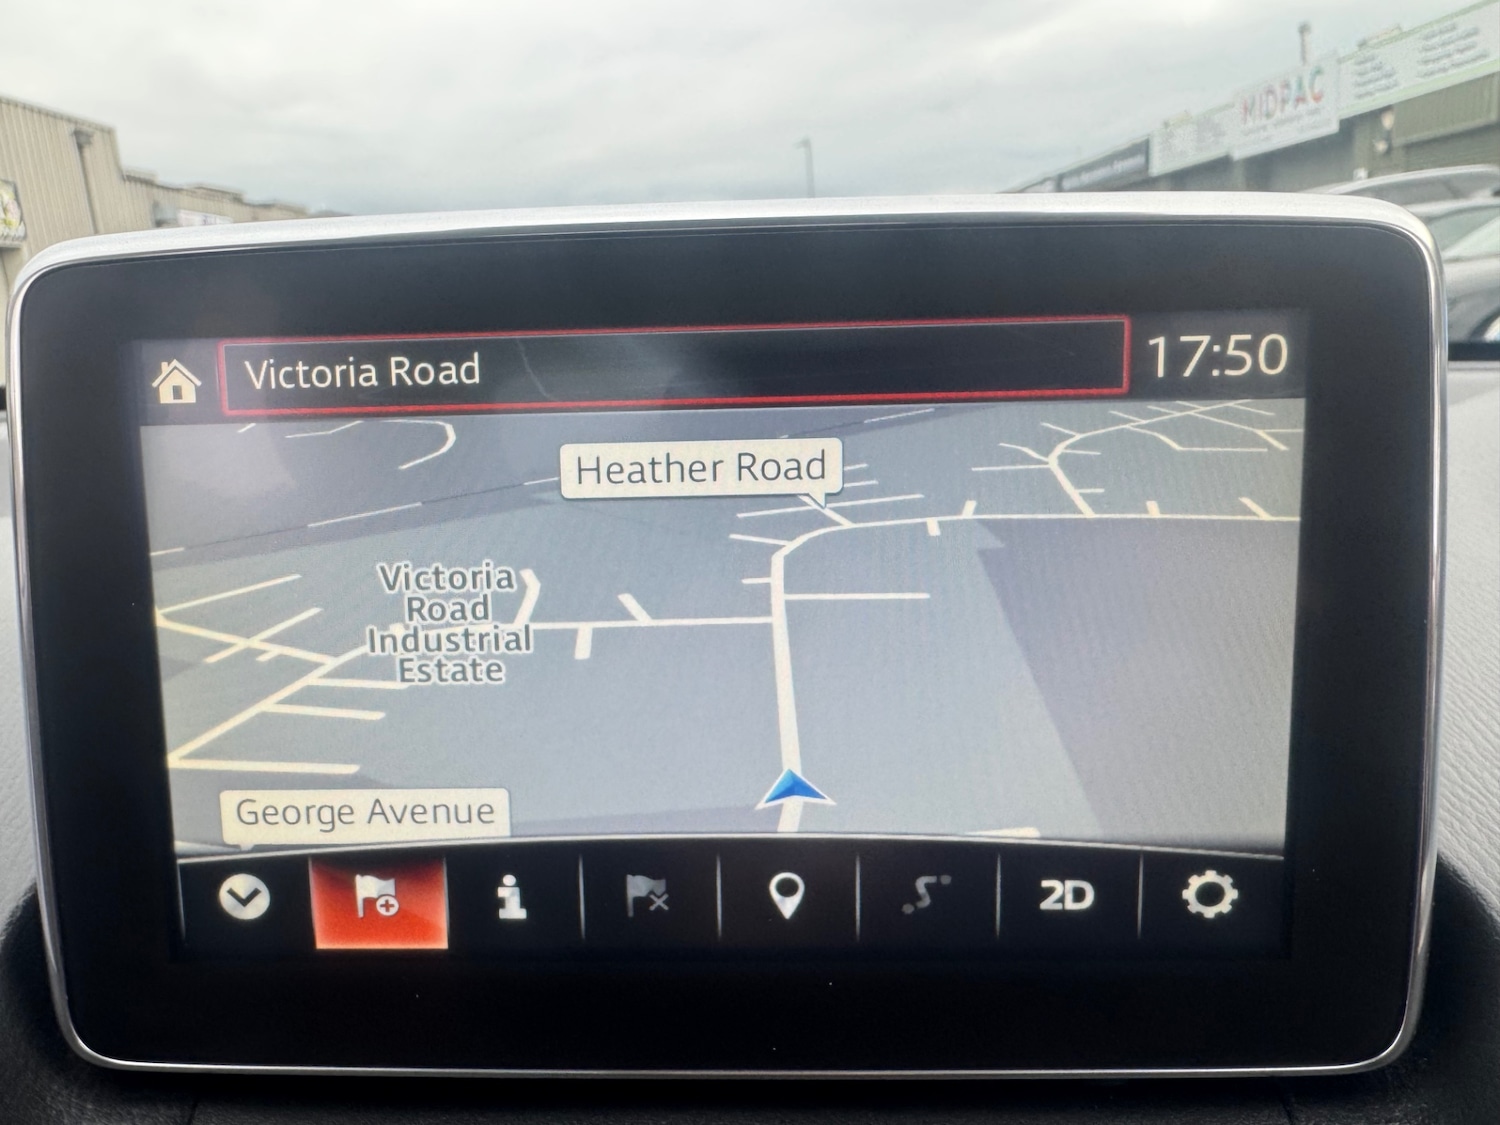 MIDPAC
Victoria Road
17:50
Heather Road
Victoria
Road
Industrial
Estate
George Avenue
2D